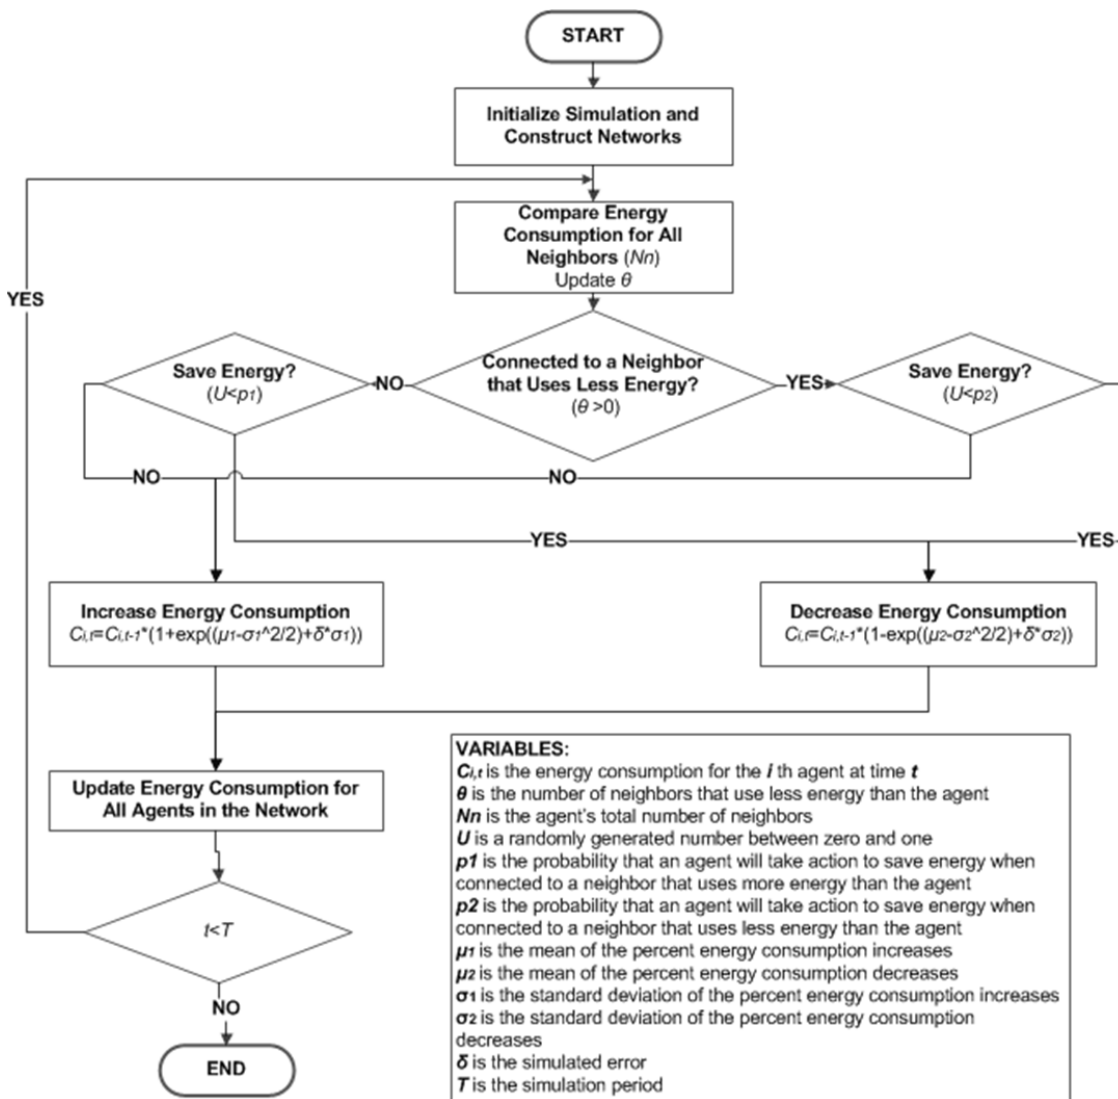 START
Initialize Simulation and
Construct Networks
Compare Energy
Consumption for All
Neighbors (Nn)
Update θ
YES
Save Energy?
(U<p1)
NO
Connected to a Neighbor
that Uses Less Energy?
(θ >0)
YES
Save Energy?
(U<p2)
NO
NO
YES
YES
Increase Energy Consumption
Ci,t=Ci,t-1*(1+exp((μ1-σ1^2/2)+δ*σ1))
Decrease Energy Consumption
Ci,t=Ci,t-1*(1-exp((μ2-σ2^2/2)+δ*σ2))
Update Energy Consumption for
All Agents in the Network
t<T
NO
END
VARIABLES:
Ci,t is the energy consumption for the i th agent at time t
θ is the number of neighbors that use less energy than the agent
Nn is the agent's total number of neighbors
U is a randomly generated number between zero and one
p1 is the probability that an agent will take action to save energy when
connected to a neighbor that uses more energy than the agent
p2 is the probability that an agent will take action to save energy when
connected to a neighbor that uses less energy than the agent
μ1 is the mean of the percent energy consumption increases
μ2 is the mean of the percent energy consumption decreases
σ1 is the standard deviation of the percent energy consumption increases
σ2 is the standard deviation of the percent energy consumption
decreases
δ is the simulated error
T is the simulation period